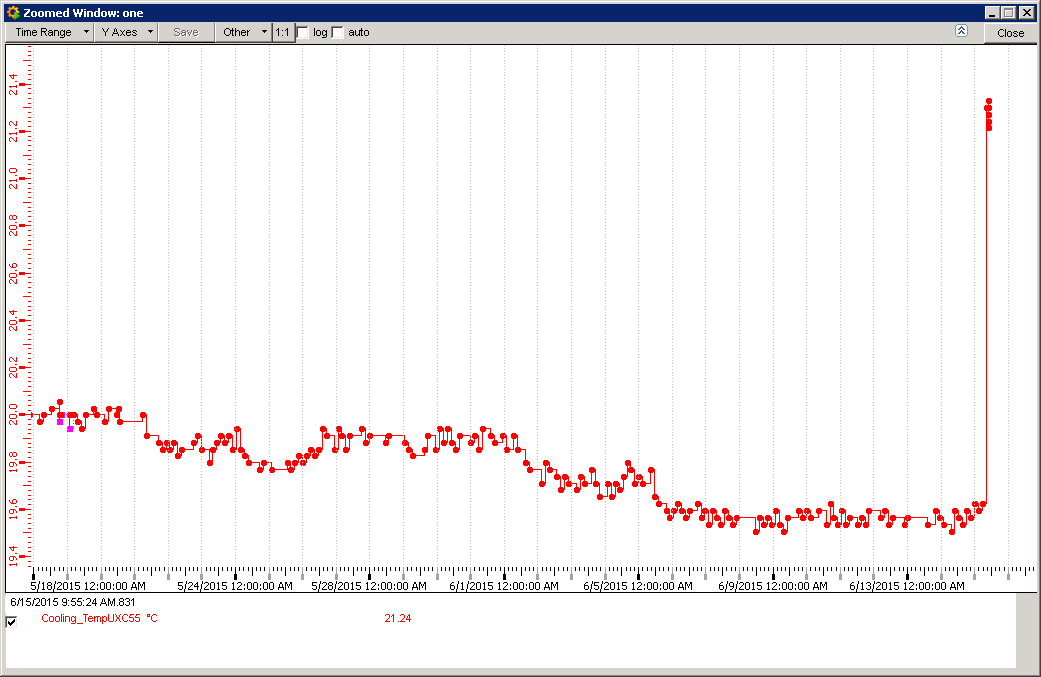 Zoomed Window: one
Time Range Y Axes Save Other 1:1 log auto Close
21.4
21.2
21.0
20.8
20.6
20.4
20.2
20.0
19.8
19.6
19.4
5/18/2015 12:00:00 AM 5/24/2015 12:00:00 AM 5/28/2015 12:00:00 AM 6/1/2015 12:00:00 AM 6/5/2015 12:00:00 AM 6/9/2015 12:00:00 AM 6/13/2015 12:00:00 AM
6/15/2015 9:55:24 AM.831
Cooling_TempUXC55 °C 21.24